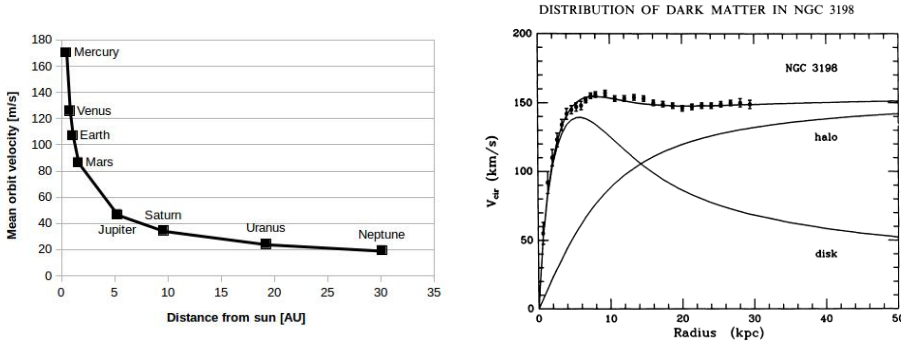 DISTRIBUTION OF DARK MATTER IN NGC 3198
Mean orbit velocity [m/s]
180
160
140
120
100
80
60
40
20
0
Mercury
Venus
Earth
Mars
Jupiter
Saturn
Uranus
Neptune
0 5 10 15 20 25 30 35
Distance from sun [AU]
V_cir (km/s)
200
150
100
50
0
NGC 3198
halo
disk
0 10 20 30 40 50
Radius (kpc)